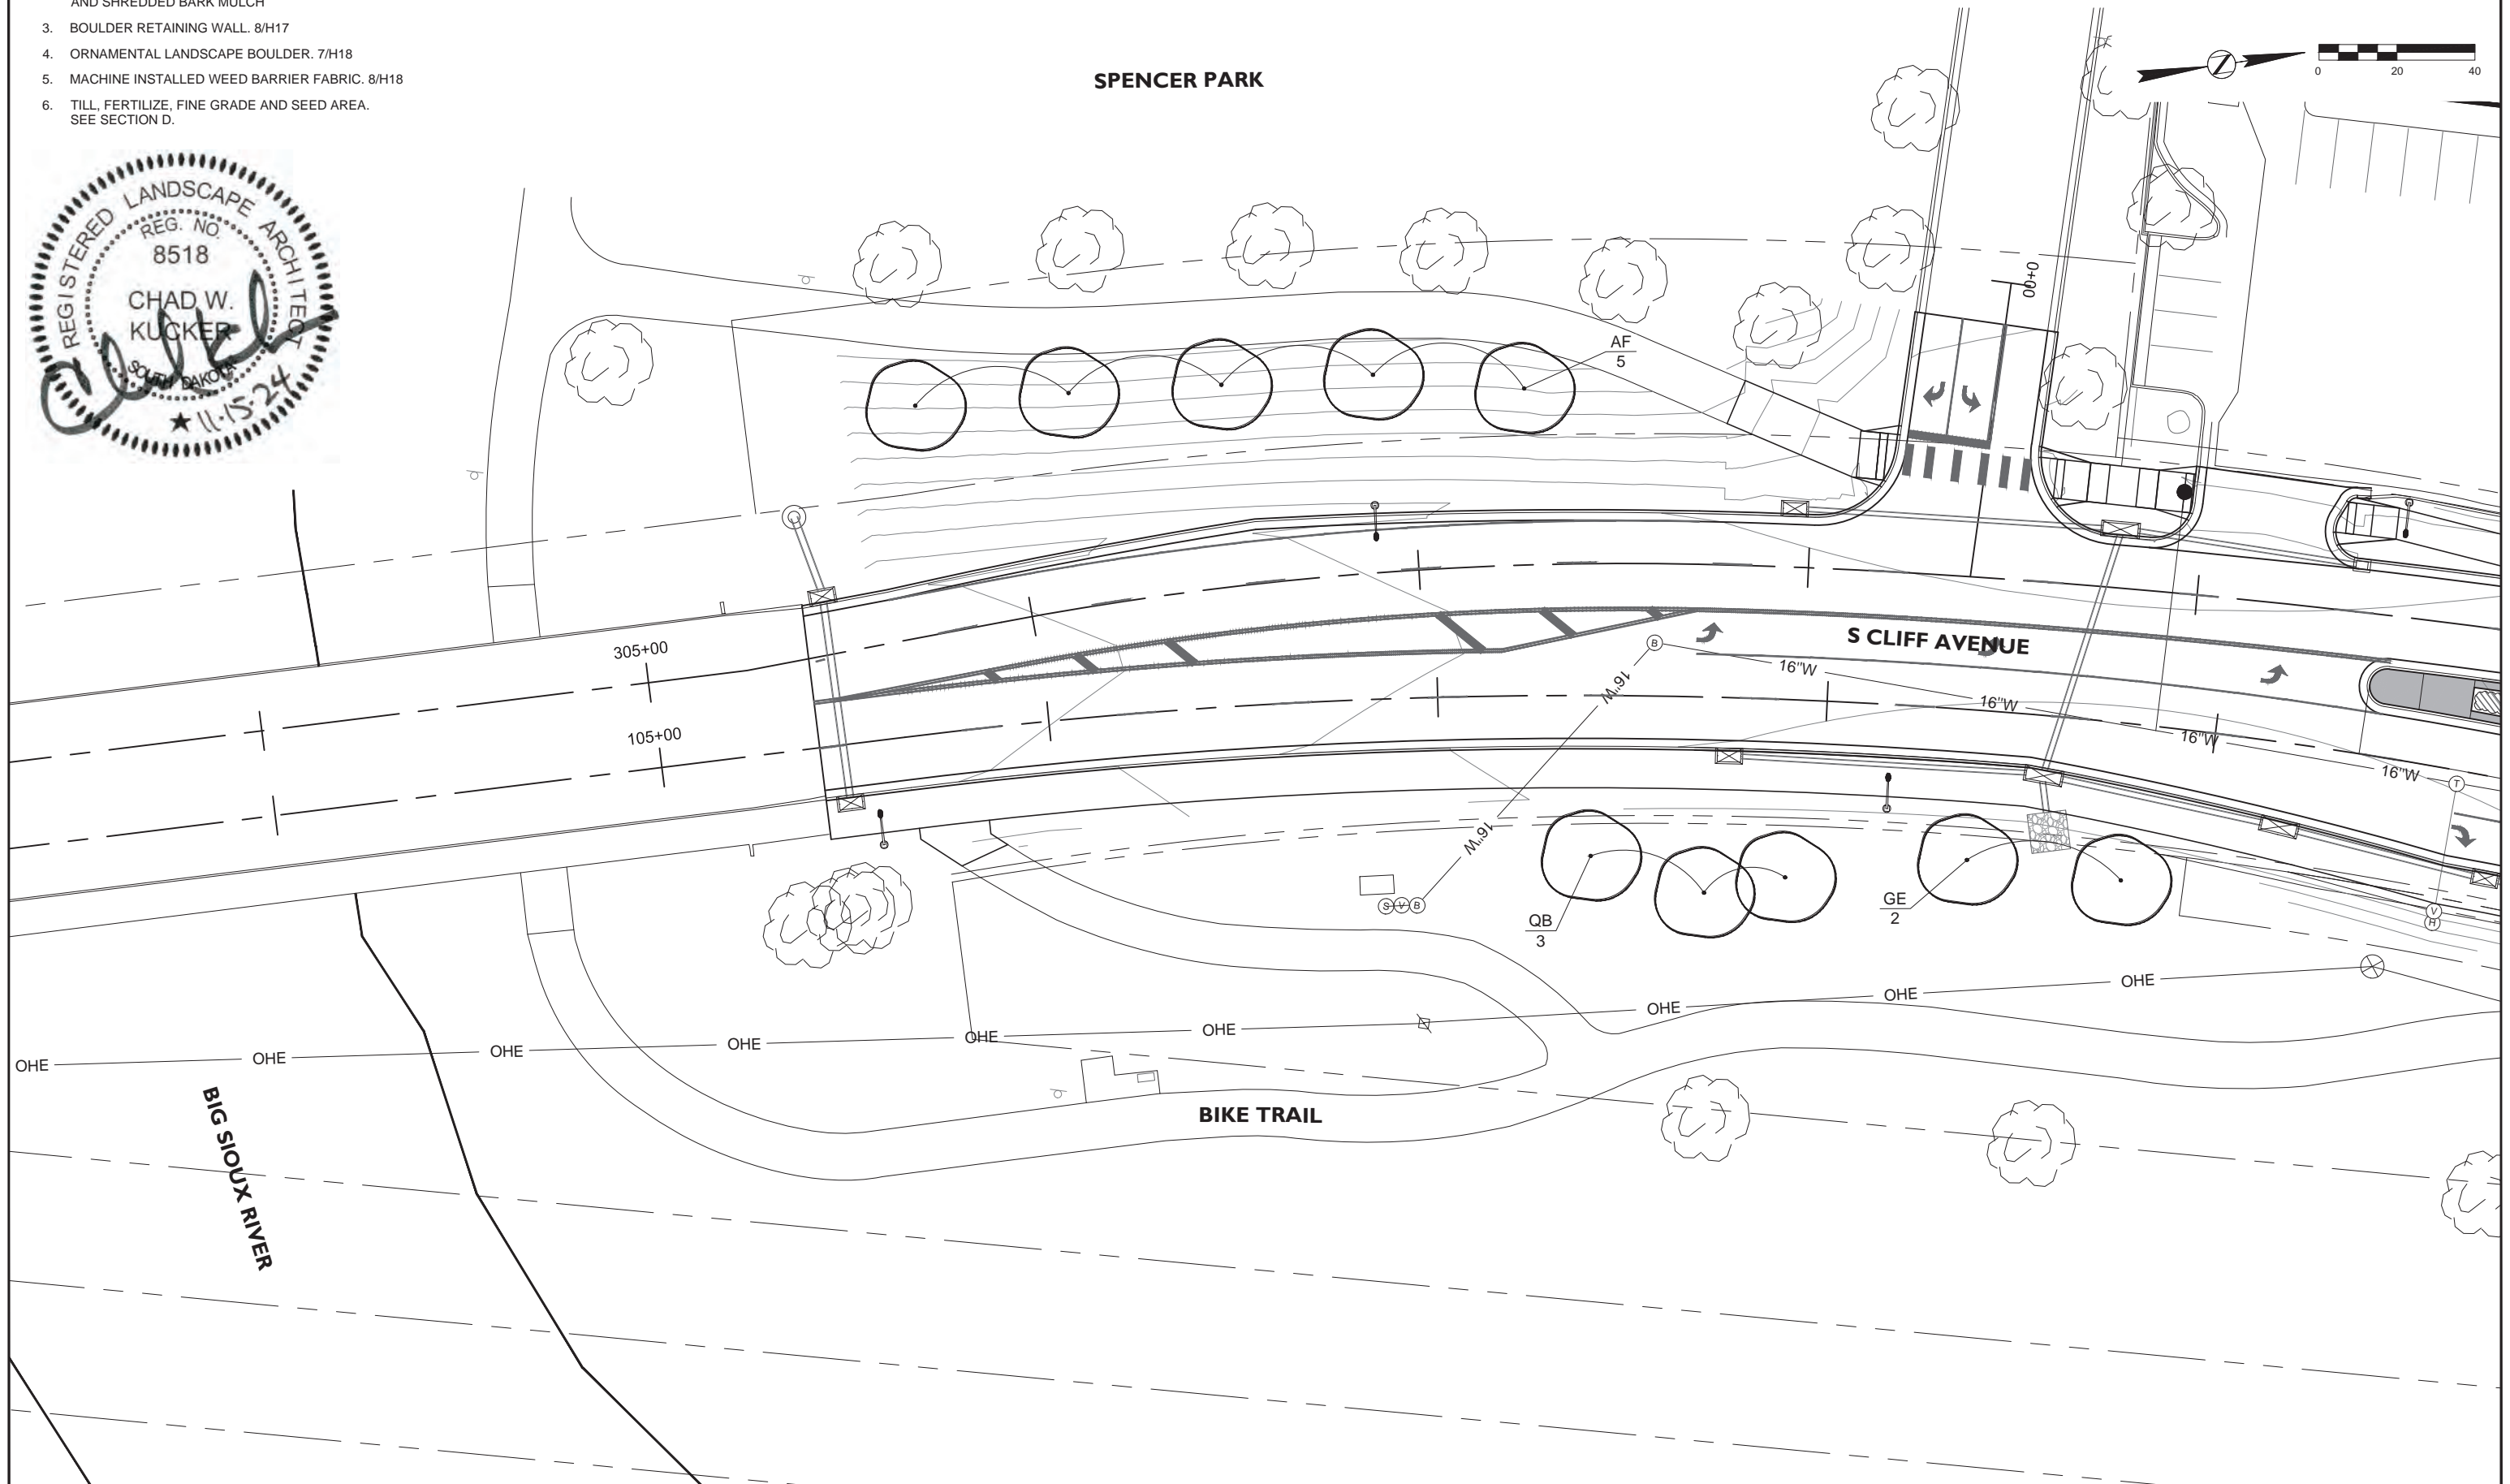 AND SHREDDED BARK MULCH
3. BOULDER RETAINING WALL. 8/H17
4. ORNAMENTAL LANDSCAPE BOULDER. 7/H18
5. MACHINE INSTALLED WEED BARRIER FABRIC. 8/H18
6. TILL, FERTILIZE, FINE GRADE AND SEED AREA.
SEE SECTION D.
SPENCER PARK
0 20 40
REGISTERED LANDSCAPE ARCHITECT
REG. NO.
8518
CHAD W.
KUCKER
SOUTH DAKOTA
11-15-24
0+00
AF
5
305+00
S CLIFF AVENUE
B
16"W
16"W
16"W
16"W
16"W
16"W
T
105+00
S V B
QB
3
GE
2
V
H
OHE
OHE
OHE
OHE
OHE
OHE
OHE
OHE
OHE
BIKE TRAIL
BIG SIOUX RIVER